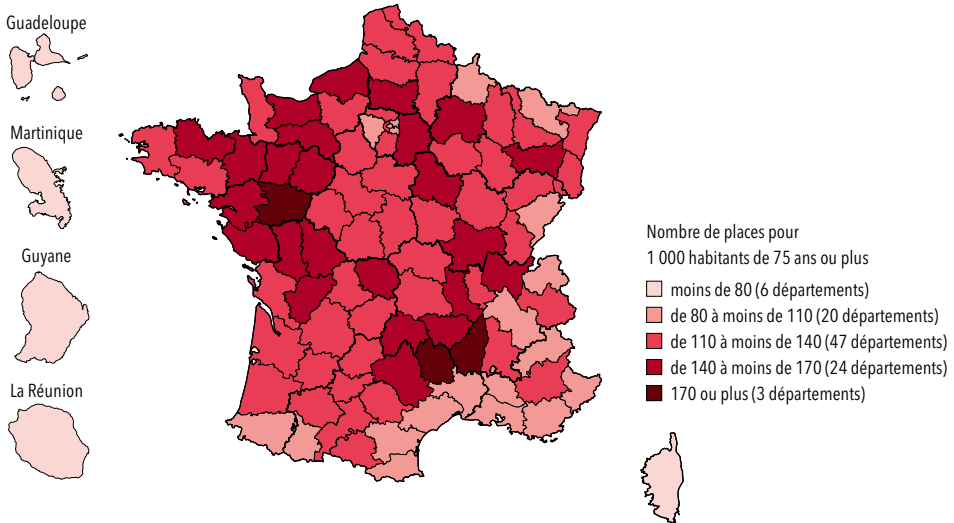 Guadeloupe
Martinique
Guyane
La Réunion
Nombre de places pour
1 000 habitants de 75 ans ou plus
moins de 80 (6 départements)
de 80 à moins de 110 (20 départements)
de 110 à moins de 140 (47 départements)
de 140 à moins de 170 (24 départements)
170 ou plus (3 départements)